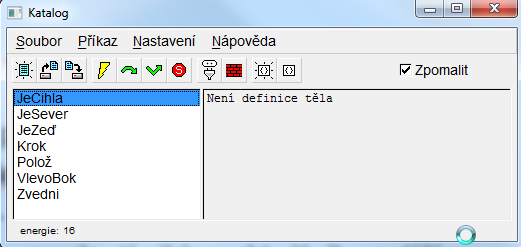 Katalog
Soubor Příkaz Nastavení Nápověda
Zpomalit
JeCihla
JeSever
JeZeď
Krok
Polož
VlevoBok
Zvedni
Není definice těla
energie: 16